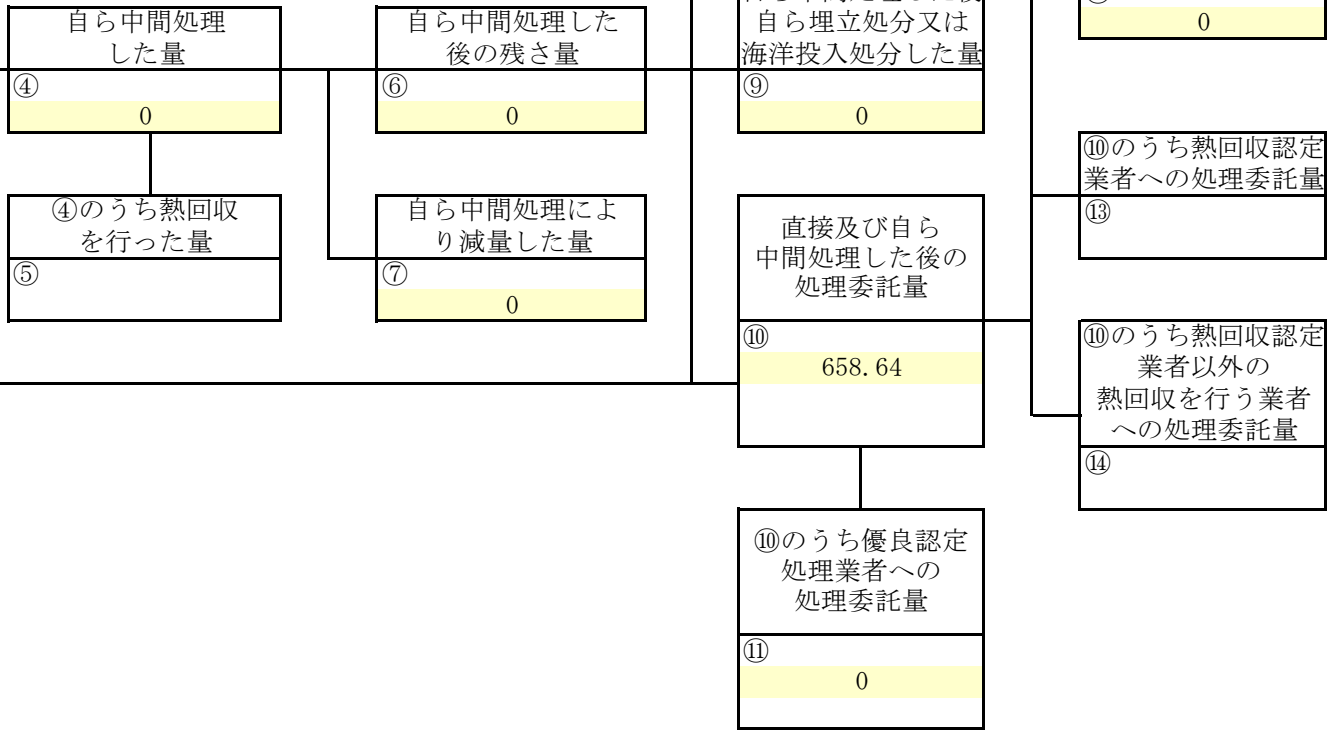 自ら中間処理
した量
④
0
④のうち熱回収
を行った量
⑤
自ら中間処理した
後の残さ量
⑥
0
自ら中間処理によ
り減量した量
⑦
0
自ら埋立処分又は
海洋投入処分した量
⑨
0
直接及び自ら
中間処理した後の
処理委託量
⑩
658.64
⑩のうち優良認定
処理業者への
処理委託量
⑪
0
0
⑩のうち熱回収認定
業者への処理委託量
⑬
⑩のうち熱回収認定
業者以外の
熱回収を行う業者
への処理委託量
⑭